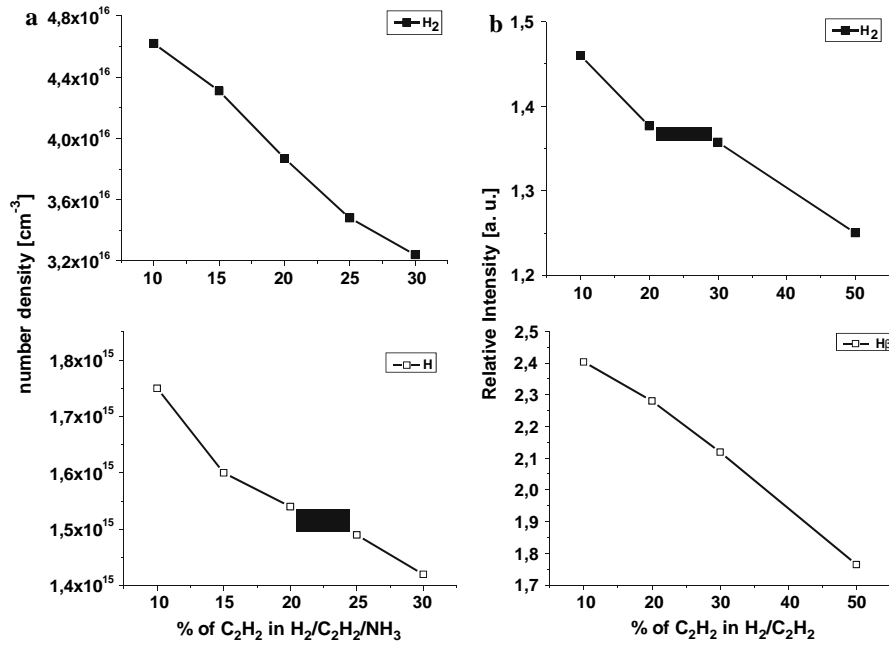 a
H2
4,8x10^16
4,4x10^16
4,0x10^16
3,6x10^16
3,2x10^16
10 15 20 25 30
number density [cm-3]
H
1,8x10^15
1,7x10^15
1,6x10^15
1,5x10^15
1,4x10^15
10 15 20 25 30
% of C2H2 in H2/C2H2/NH3
b
H2
1,5
1,4
1,3
1,2
10 20 30 40 50
Relative Intensity [a. u.]
Hβ
2,5
2,4
2,3
2,2
2,1
2,0
1,9
1,8
1,7
10 20 30 40 50
% of C2H2 in H2/C2H2